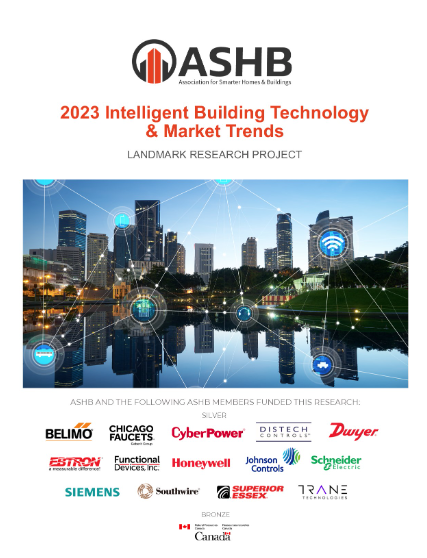 ASHB
Association for Smarter Homes & Buildings
2023 Intelligent Building Technology
& Market Trends
LANDMARK RESEARCH PROJECT
ASHB AND THE FOLLOWING ASHB MEMBERS FUNDED THIS RESEARCH:
SILVER
BELIMO
CHICAGO
FAUCETS
CyberPower
DISTECH
CONTROLS
Dwyer
EBTRON
a measurable difference!
Functional
Devices, Inc.
Honeywell
Johnson
Controls
Schneider
Electric
SIEMENS
Southwire
SUPERIOR
ESSEX
TRANE
TECHNOLOGIES
BRONZE
Canada